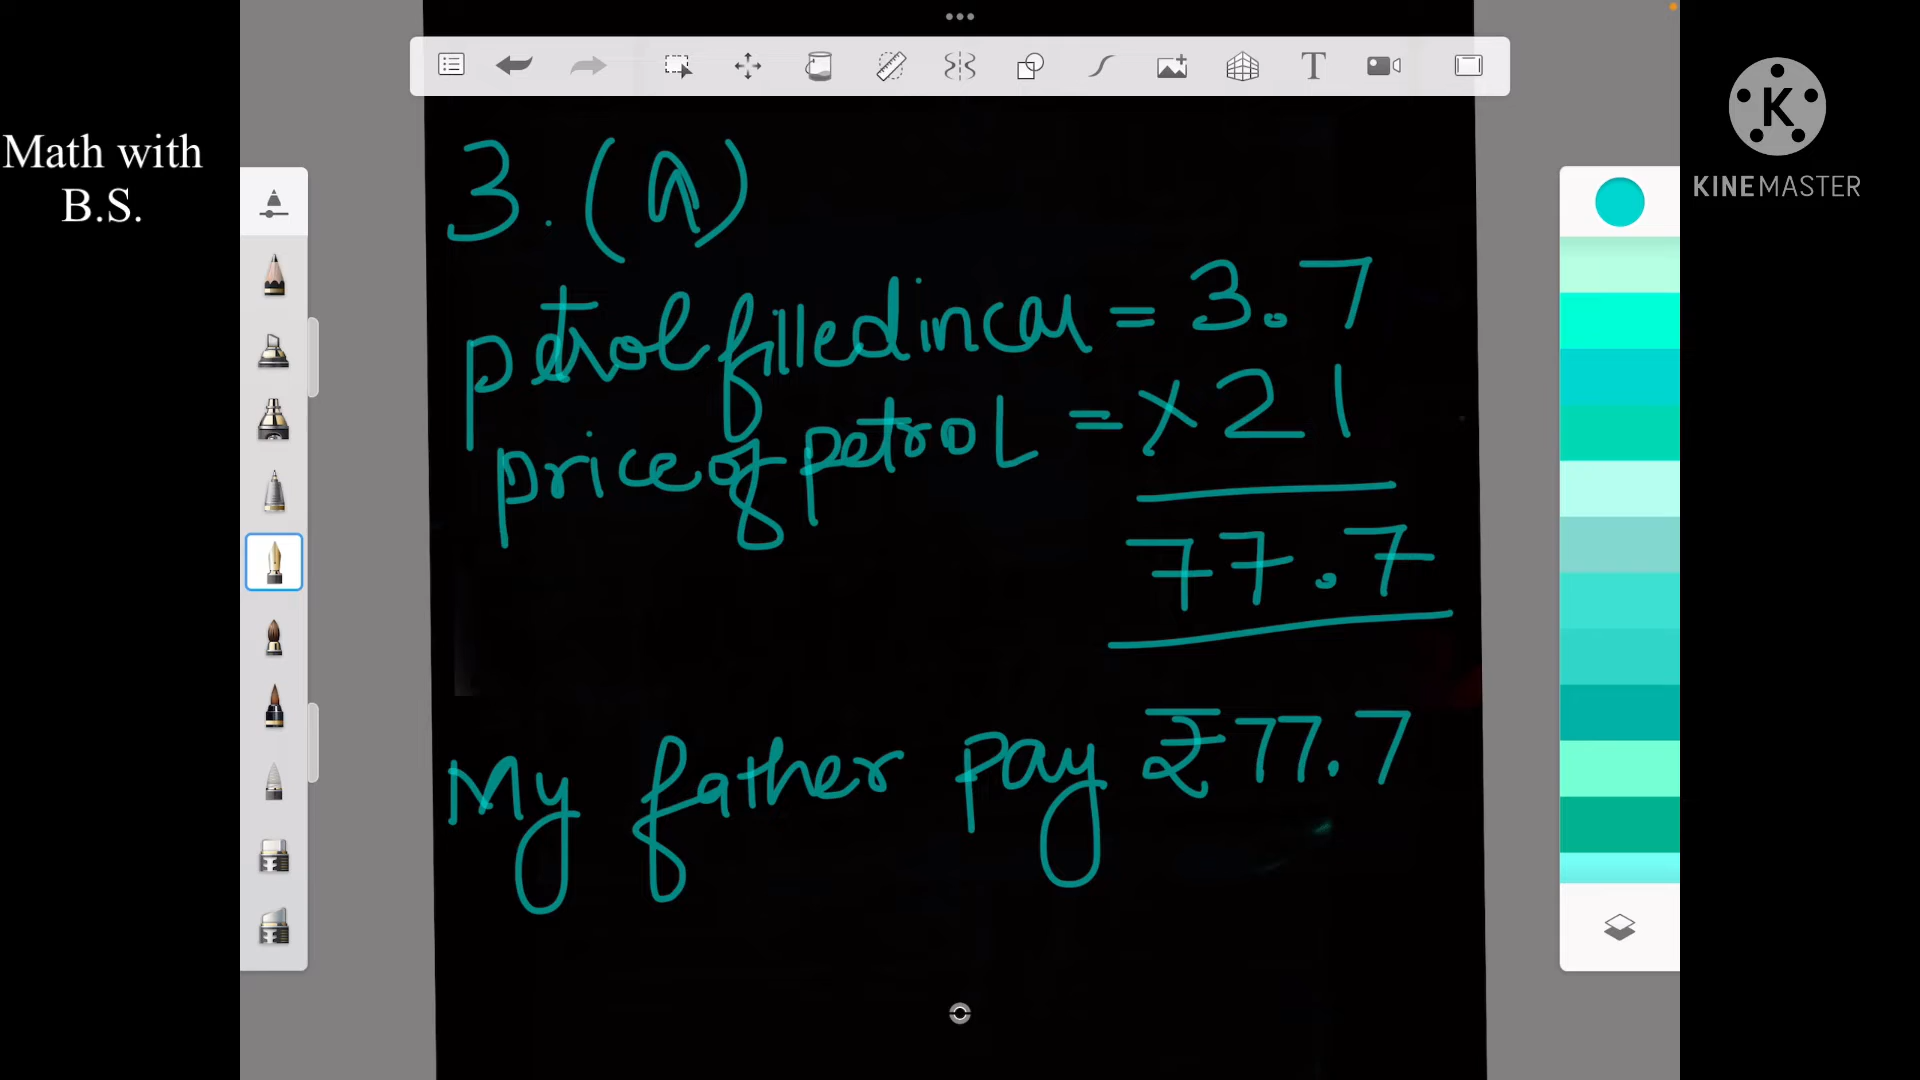 Math with
B.S.
K
KINEMASTER
T
3. (A)
petrol filled in car = 3.7
price of petrol = × 21
77.7
My father pay ₹77.7